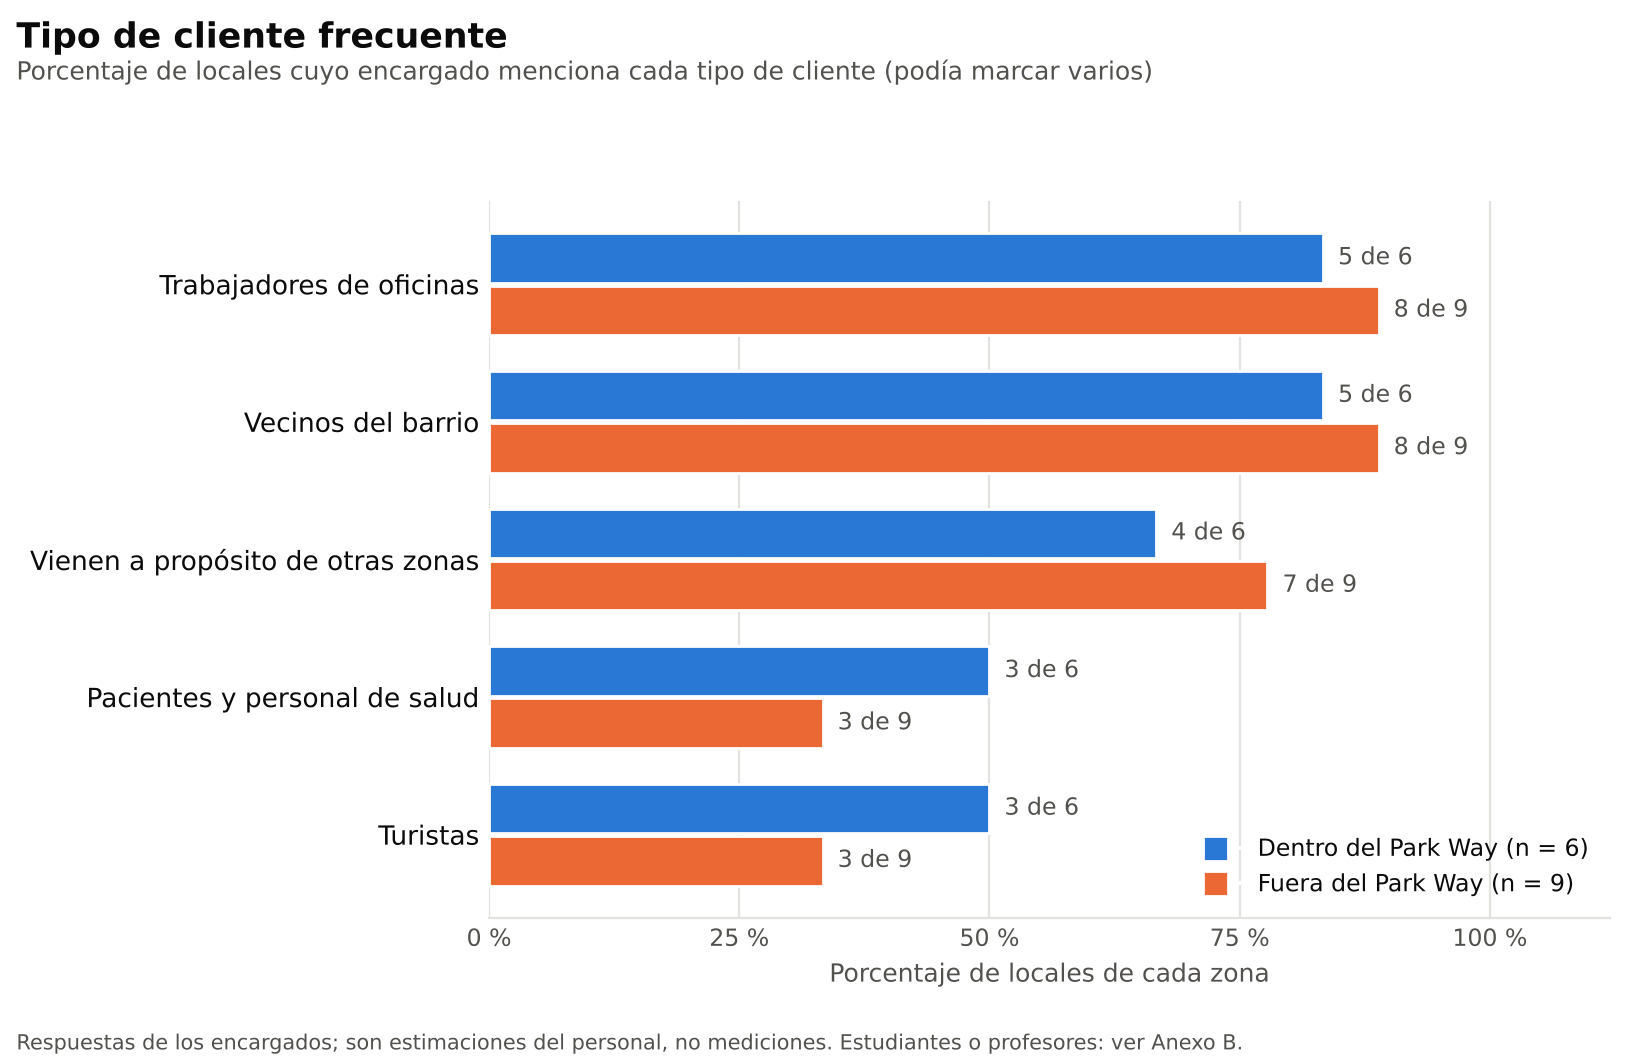 Tipo de cliente frecuente
Porcentaje de locales cuyo encargado menciona cada tipo de cliente (podía marcar varios)
Trabajadores de oficinas
5 de 6
8 de 9
Vecinos del barrio
5 de 6
8 de 9
Vienen a propósito de otras zonas
4 de 6
7 de 9
Pacientes y personal de salud
3 de 6
3 de 9
Turistas
3 de 6
3 de 9
Dentro del Park Way (n = 6)
Fuera del Park Way (n = 9)
0 % 25 % 50 % 75 % 100 %
Porcentaje de locales de cada zona
Respuestas de los encargados; son estimaciones del personal, no mediciones. Estudiantes o profesores: ver Anexo B.